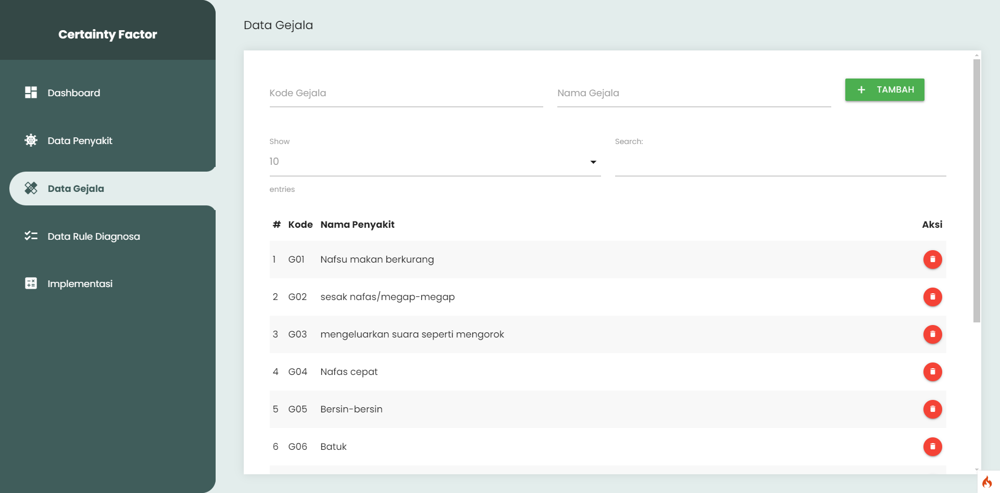 Certainty Factor
Dashboard
Data Penyakit
Data Gejala
Data Rule Diagnosa
Implementasi
Data Gejala
Kode Gejala
Nama Gejala
+ TAMBAH
Show
10
entries
Search:
# Kode Nama Penyakit Aksi
1 G01 Nafsu makan berkurang
2 G02 sesak nafas/megap-megap
3 G03 mengeluarkan suara seperti mengorok
4 G04 Nafas cepat
5 G05 Bersin-bersin
6 G06 Batuk